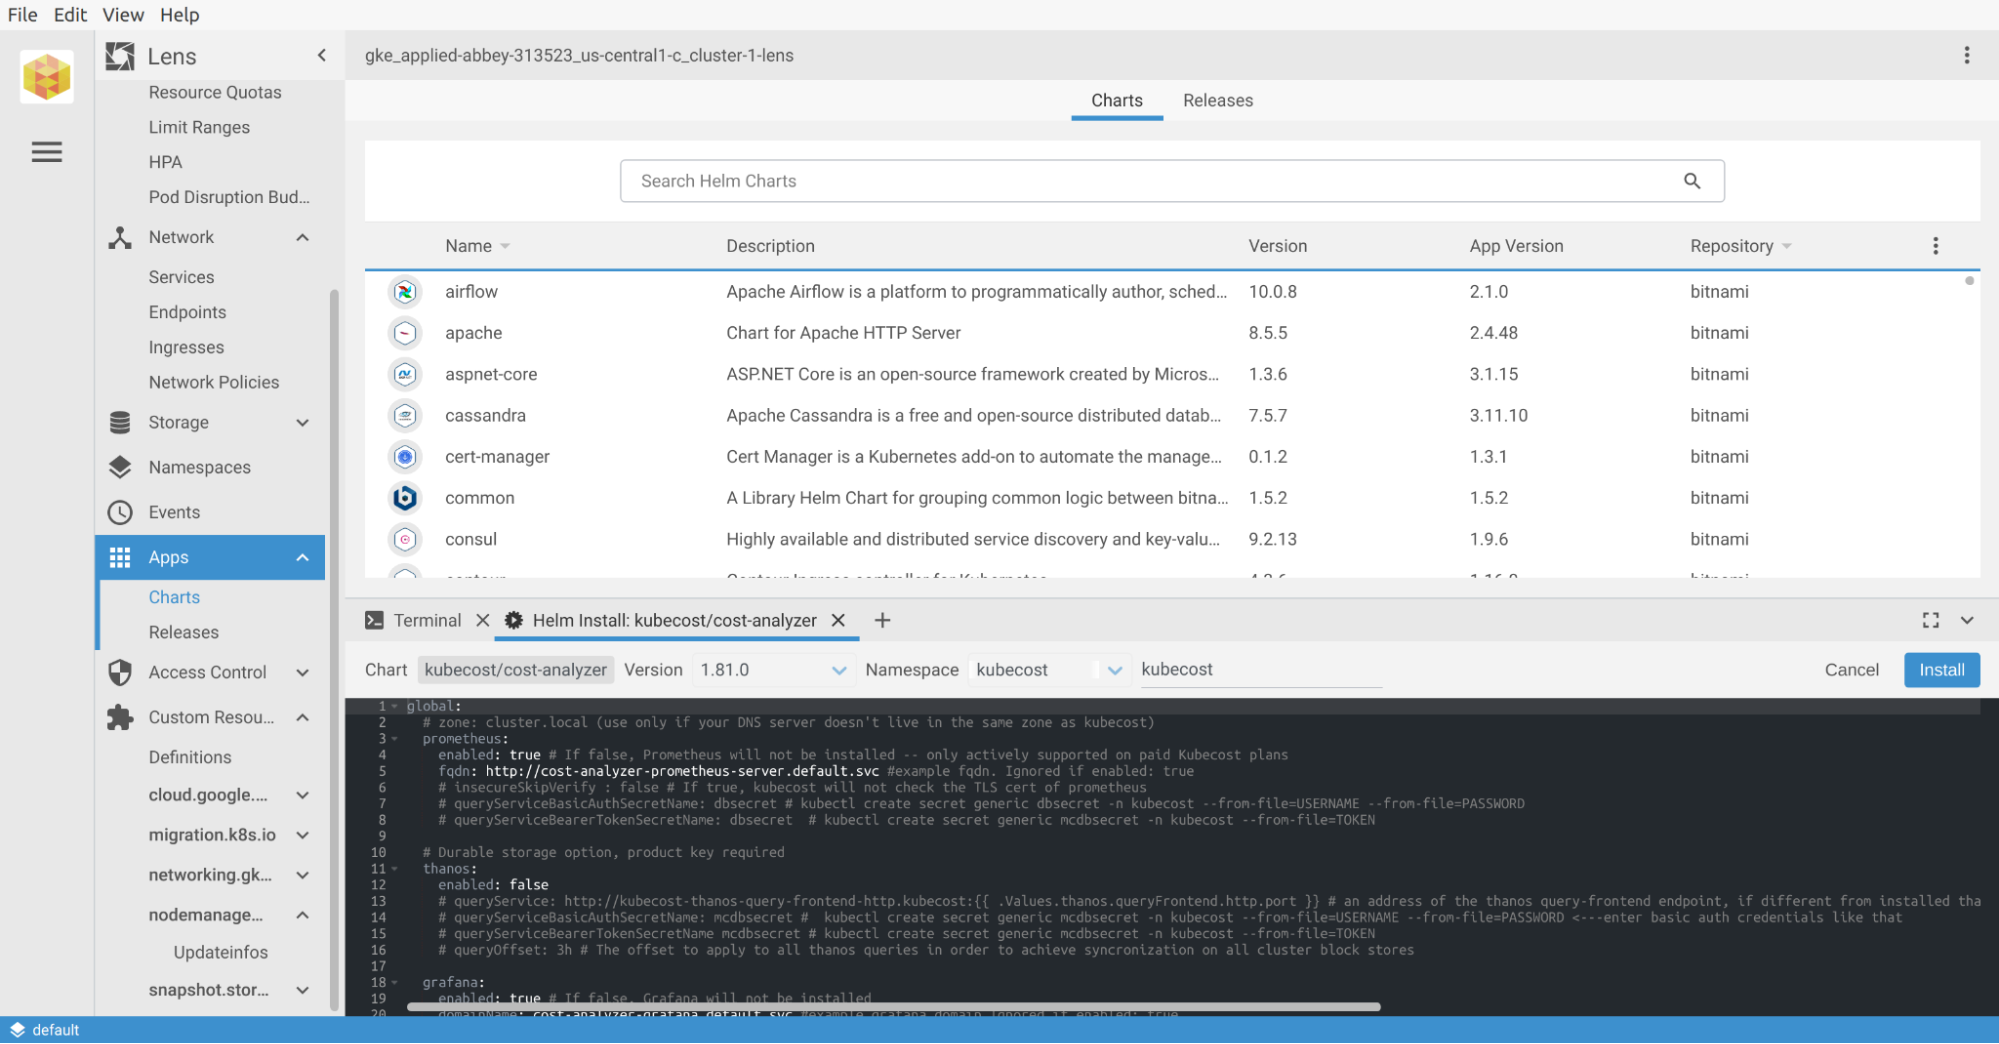 File Edit View Help
Lens
gke_applied-abbey-313523_us-central1-c_cluster-1-lens
Resource Quotas
Limit Ranges
HPA
Pod Disruption Bud...
Network
Services
Endpoints
Ingresses
Network Policies
Storage
Namespaces
Events
Apps
Charts
Releases
Access Control
Custom Resou...
Definitions
cloud.google....
migration.k8s.io
networking.gk...
nodemanage...
Updateinfos
snapshot.stor...
Charts Releases
Search Helm Charts
Name Description Version App Version Repository
airflow Apache Airflow is a platform to programmatically author, sched... 10.0.8 2.1.0 bitnami
apache Chart for Apache HTTP Server 8.5.5 2.4.48 bitnami
aspnet-core ASP.NET Core is an open-source framework created by Micros... 1.3.6 3.1.15 bitnami
cassandra Apache Cassandra is a free and open-source distributed datab... 7.5.7 3.11.10 bitnami
cert-manager Cert Manager is a Kubernetes add-on to automate the manage... 0.1.2 1.3.1 bitnami
common A Library Helm Chart for grouping common logic between bitna... 1.5.2 1.5.2 bitnami
consul Highly available and distributed service discovery and key-valu... 9.2.13 1.9.6 bitnami
Terminal Helm Install: kubecost/cost-analyzer
Chart kubecost/cost-analyzer Version 1.81.0 Namespace kubecost kubecost Cancel Install
1 global:
2 # zone: cluster.local (use only if your DNS server doesn't live in the same zone as kubecost)
3 prometheus:
4 enabled: true # If false, Prometheus will not be installed -- only actively supported on paid Kubecost plans
5 fqdn: http://cost-analyzer-prometheus-server.default.svc #example fqdn. Ignored if enabled: true
6 # insecureSkipVerify : false # If true, kubecost will not check the TLS cert of prometheus
7 # queryServiceBasicAuthSecretName: dbsecret # kubectl create secret generic dbsecret -n kubecost --from-file=USERNAME --from-file=PASSWORD
8 # queryServiceBearerTokenSecretName: dbsecret # kubectl create secret generic mcdbsecret -n kubecost --from-file=TOKEN
9
10 # Durable storage option, product key required
11 thanos:
12 enabled: false
13 # queryService: http://kubecost-thanos-query-frontend-http.kubecost:{{ .Values.thanos.queryFrontend.http.port }} # an address of the thanos query-frontend endpoint, if different from installed tha
14 # queryServiceBasicAuthSecretName: mcdbsecret # kubectl create secret generic mcdbsecret -n kubecost --from-file=USERNAME --from-file=PASSWORD <---enter basic auth credentials like that
15 # queryServiceBearerTokenSecretName mcdbsecret # kubectl create secret generic mcdbsecret -n kubecost --from-file=TOKEN
16 # queryOffset: 3h # The offset to apply to all thanos queries in order to achieve syncronization on all cluster block stores
17
18 grafana:
19 enabled: true # If false, Grafana will not be installed
20 domainName: cost-analyzer-grafana.default.svc #example grafana domain Ignored if enabled: true
default